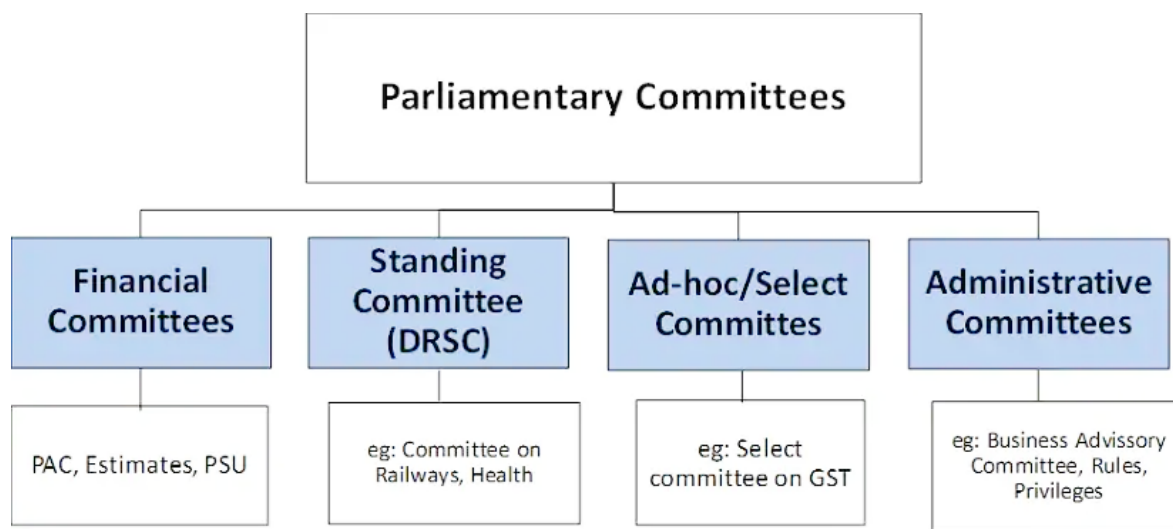 Parliamentary Committees
Financial
Committees
Standing
Committee
(DRSC)
Ad-hoc/Select
Committes
Administrative
Committees
PAC, Estimates, PSU
eg: Committee on
Railways, Health
eg: Select
committee on GST
eg: Business Advissory
Committee, Rules,
Privileges